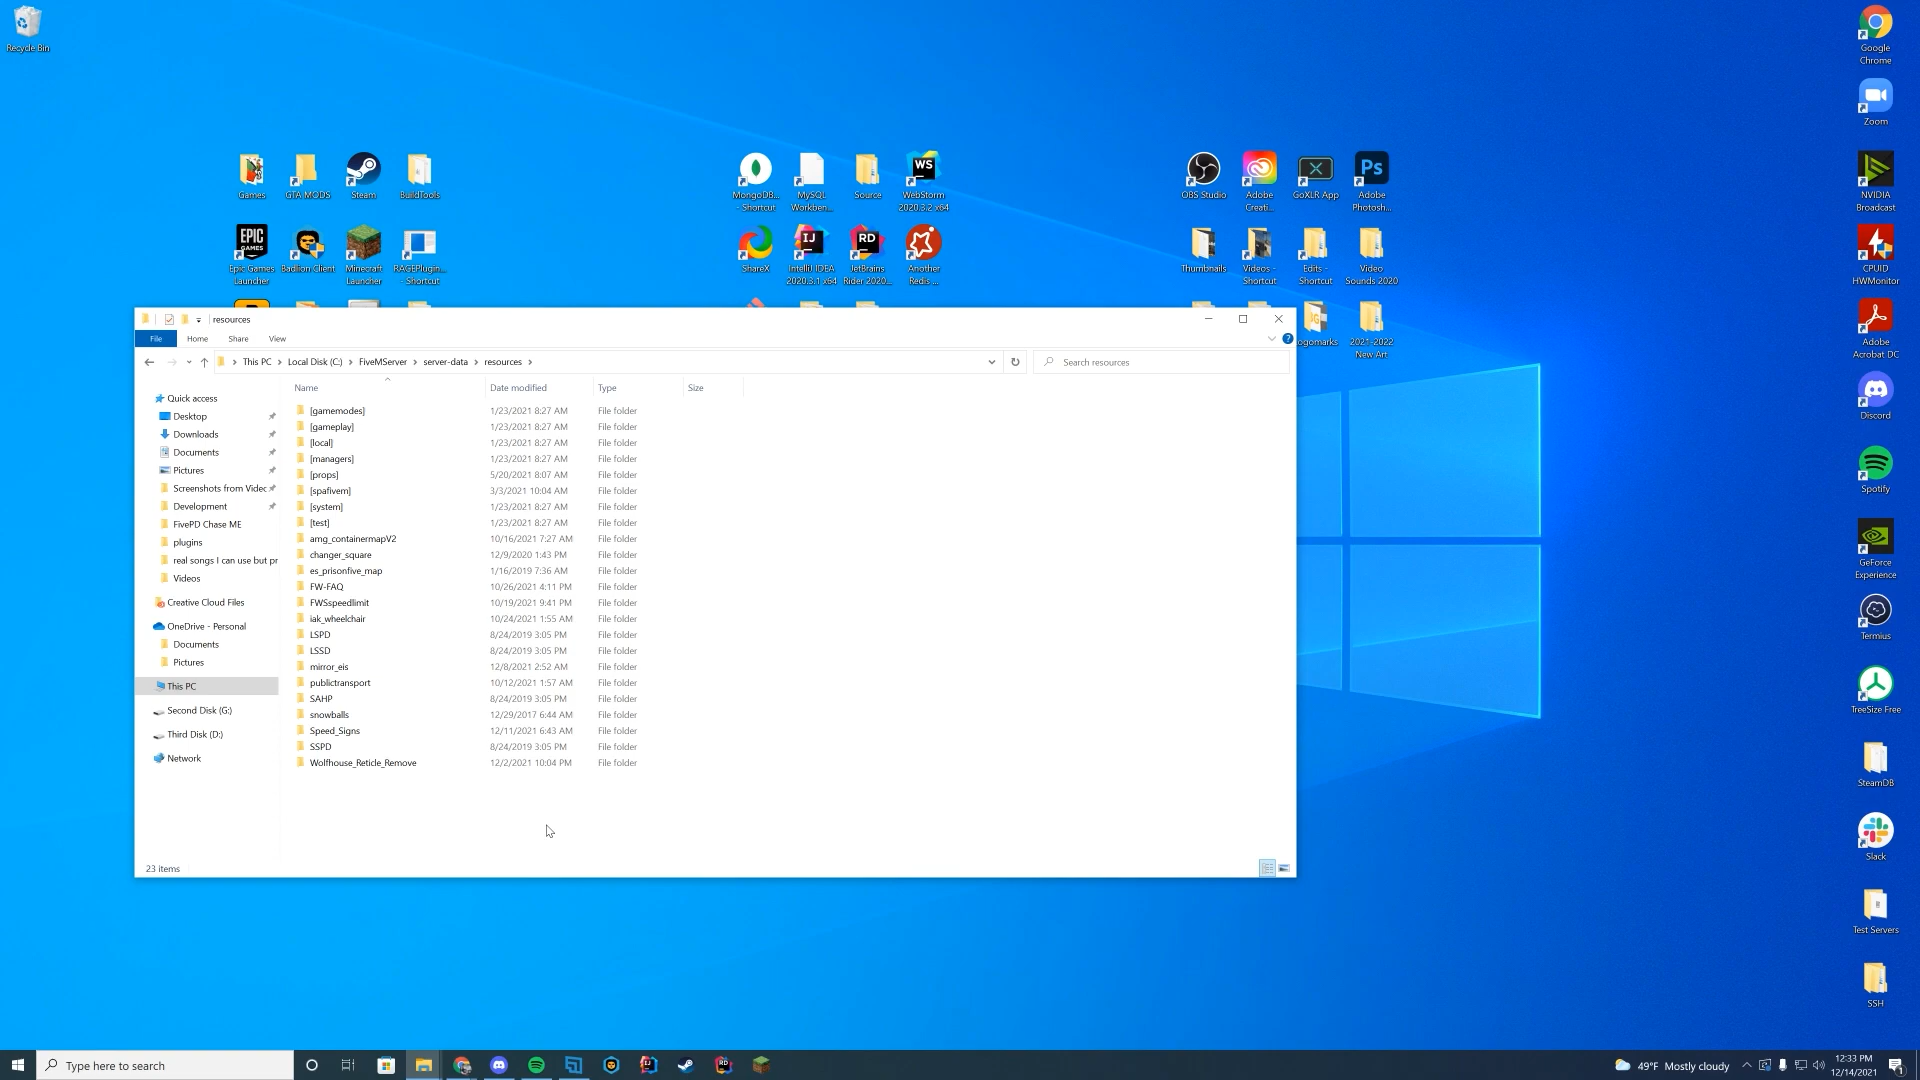 Recycle Bin
Google
Chrome
Zoom
Games
GTA MODS
Steam
BuildTools
MongoDB...
- Shortcut
MySQL
Workben...
Source
WebStorm
2020.3.2 x64
OBS Studio
Adobe
Creati...
GoXLR App
Adobe
Photosh...
NVIDIA
Broadcast
Epic Games
Launcher
Badlion Client
Minecraft
Launcher
RAGEPlugin...
- Shortcut
ShareX
IntelliJ IDEA
2020.3.1 x64
JetBrains
Rider 2020...
Another
Redis ...
Thumbnails
Videos -
Shortcut
Edits -
Shortcut
Video
Sounds 2020
CPUID
HWMonitor
ogomarks
2021-2022
New Art
Adobe
Acrobat DC
resources
File Home Share View
This PC > Local Disk (C:) > FiveMServer > server-data > resources >
Search resources
Name Date modified Type Size
Quick access
Desktop
Downloads
Documents
Pictures
Screenshots from Videc
Development
FivePD Chase ME
plugins
real songs I can use but pr
Videos
Creative Cloud Files
OneDrive - Personal
Documents
Pictures
This PC
Second Disk (G:)
Third Disk (D:)
Network
[gamemodes] 1/23/2021 8:27 AM File folder
[gameplay] 1/23/2021 8:27 AM File folder
[local] 1/23/2021 8:27 AM File folder
[managers] 1/23/2021 8:27 AM File folder
[props] 5/20/2021 8:07 AM File folder
[spafivem] 3/3/2021 10:04 AM File folder
[system] 1/23/2021 8:27 AM File folder
[test] 1/23/2021 8:27 AM File folder
amg_containermapV2 10/16/2021 7:27 AM File folder
changer_square 12/9/2020 1:43 PM File folder
es_prisonfive_map 1/16/2019 7:36 AM File folder
FW-FAQ 10/26/2021 4:11 PM File folder
FWSspeedlimit 10/19/2021 9:41 PM File folder
iak_wheelchair 10/24/2021 1:55 AM File folder
LSPD 8/24/2019 3:05 PM File folder
LSSD 8/24/2019 3:05 PM File folder
mirror_eis 12/8/2021 2:52 AM File folder
publictransport 10/12/2021 1:57 AM File folder
SAHP 8/24/2019 3:05 PM File folder
snowballs 12/29/2017 6:44 AM File folder
Speed_Signs 12/11/2021 6:43 AM File folder
SSPD 8/24/2019 3:05 PM File folder
Wolfhouse_Reticle_Remove 12/2/2021 10:04 PM File folder
23 items
Discord
Spotify
GeForce
Experience
Termius
TreeSize Free
SteamDB
Slack
Test Servers
SSH
Type here to search
49°F Mostly cloudy
12:33 PM
12/14/2021